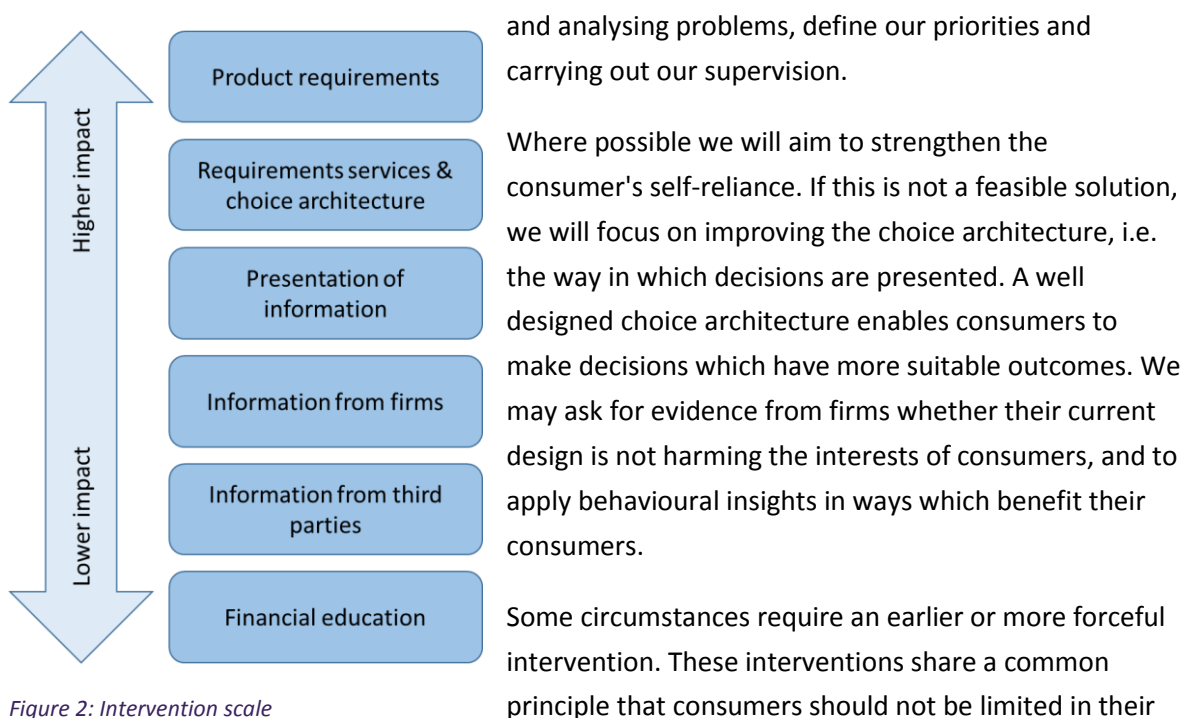 Higher impact
Lower impact
Product requirements
Requirements services &
choice architecture
Presentation of
information
Information from firms
Information from third
parties
Financial education
Figure 2: Intervention scale
and analysing problems, define our priorities and
carrying out our supervision.
Where possible we will aim to strengthen the
consumer's self-reliance. If this is not a feasible solution,
we will focus on improving the choice architecture, i.e.
the way in which decisions are presented. A well
designed choice architecture enables consumers to
make decisions which have more suitable outcomes. We
may ask for evidence from firms whether their current
design is not harming the interests of consumers, and to
apply behavioural insights in ways which benefit their
consumers.
Some circumstances require an earlier or more forceful
intervention. These interventions share a common
principle that consumers should not be limited in their